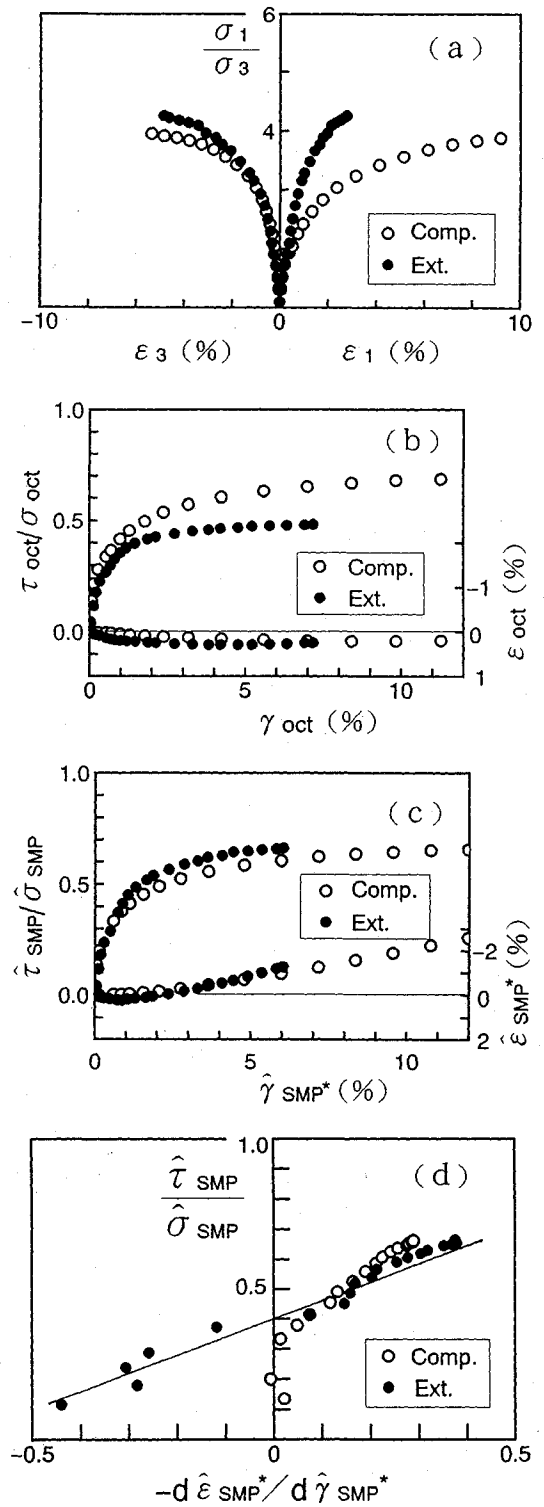 6
σ1/σ3
(a)
4
○ Comp.
● Ext.
-10 0 10
ε3 (%) ε1 (%)
1.0
(b)
τoct/σoct
0.5
-1
○ Comp.
● Ext.
εoct (%)
0.0 0
1
0 5 10
γoct (%)
1.0
(c)
τ̂SMP/σ̂SMP
0.5
○ Comp.
● Ext.
-2
ε̂SMP* (%)
0.0 0
2
0 5 10
γ̂SMP* (%)
1.0
τ̂SMP/σ̂SMP
(d)
0.5
○ Comp.
● Ext.
-0.5 0 0.5
-dε̂SMP*/dγ̂SMP*